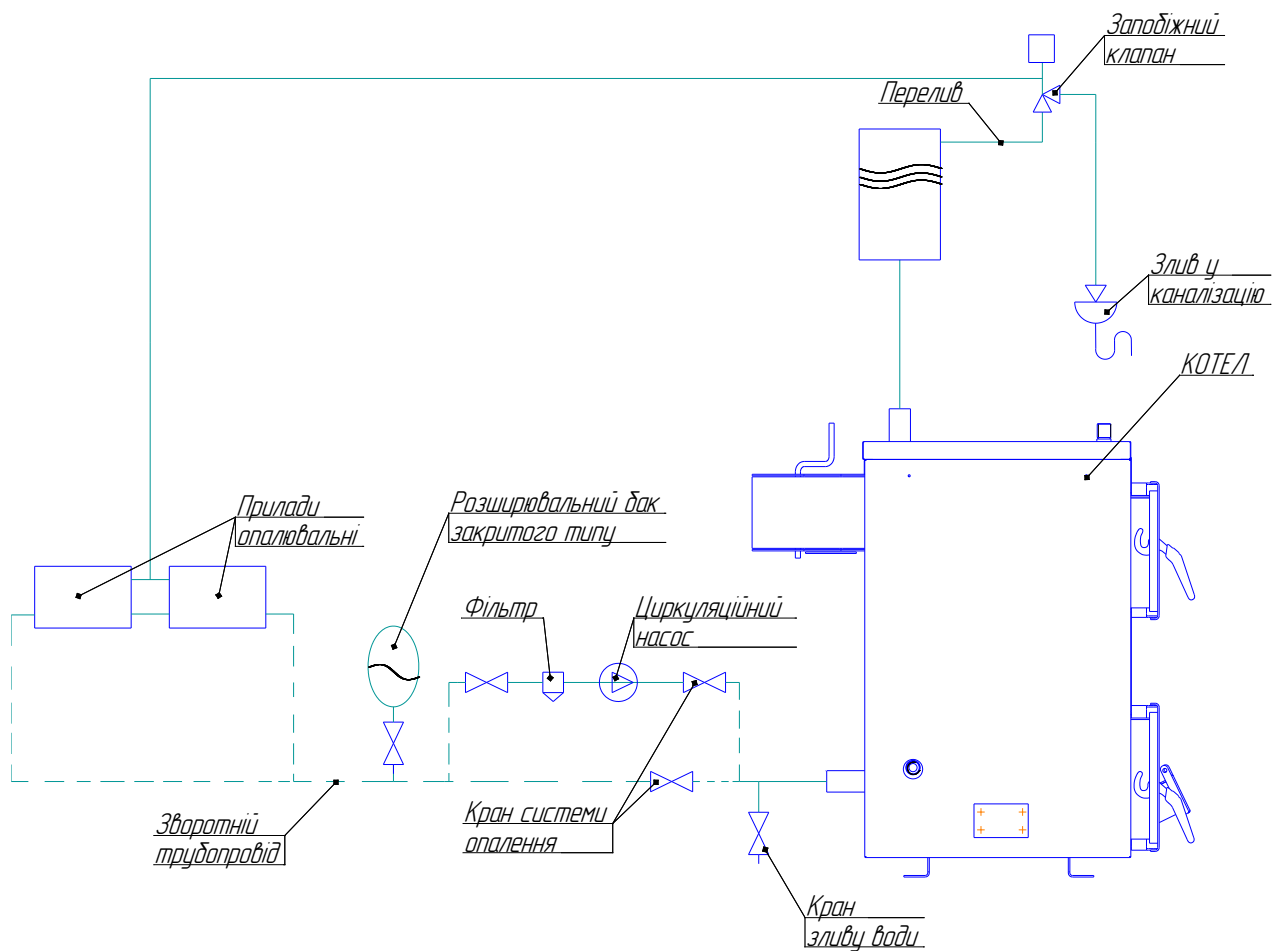 Запобіжний
клапан
Перелив
Злив у
каналізацію
КОТЕЛ
Прилади
опалювальні
Розширювальний бак
закритого типу
Фільтр
Циркуляційний
насос
Зворотній
трубопровід
Кран системи
опалення
Кран
зливу води